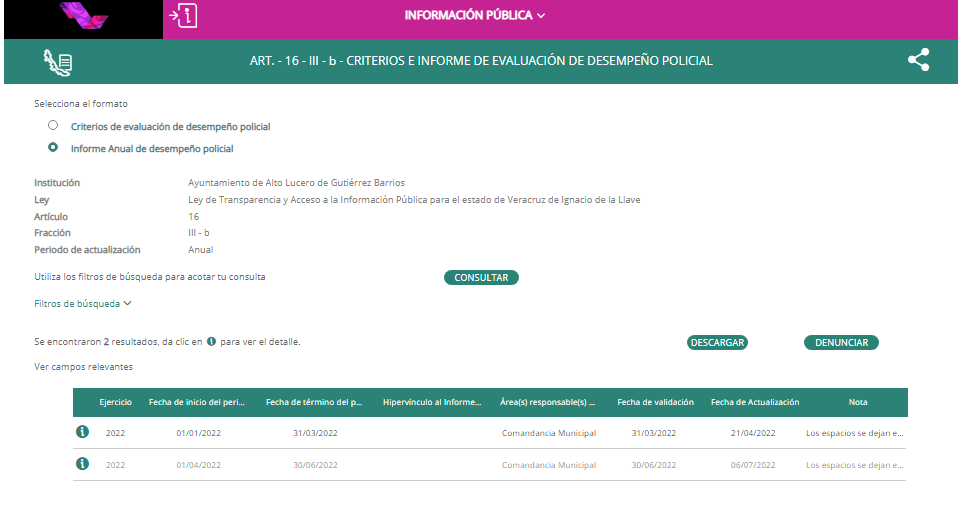 INFORMACIÓN PÚBLICA
ART. - 16 - III - b - CRITERIOS E INFORME DE EVALUACIÓN DE DESEMPEÑO POLICIAL
Selecciona el formato
Criterios de evaluación de desempeño policial
Informe Anual de desempeño policial
Institución Ayuntamiento de Alto Lucero de Gutiérrez Barrios
Ley Ley de Transparencia y Acceso a la Información Pública para el estado de Veracruz de Ignacio de la Llave
Artículo 16
Fracción III - b
Periodo de actualización Anual
Utiliza los filtros de búsqueda para acotar tu consulta CONSULTAR
Filtros de búsqueda
Se encontraron 2 resultados, da clic en i para ver el detalle. DESCARGAR DENUNCIAR
Ver campos relevantes
Ejercicio Fecha de inicio del peri... Fecha de término del p... Hipervínculo al Informe... Área(s) responsable(s) ... Fecha de validación Fecha de Actualización Nota
i 2022 01/01/2022 31/03/2022 Comandancia Municipal 31/03/2022 21/04/2022 Los espacios se dejan e...
i 2022 01/04/2022 30/06/2022 Comandancia Municipal 30/06/2022 06/07/2022 Los espacios se dejan e...